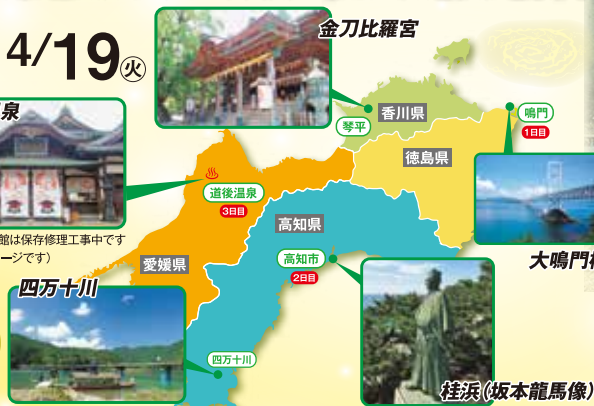 4/19㊋
金刀比羅宮
泉
香川県
琴平
鳴門
1日目
徳島県
道後温泉
3日目
高知県
館は保存修理工事中です
ージです）
愛媛県
高知市
2日目
大鳴門
四万十川
四万十川
桂浜（坂本龍馬像）